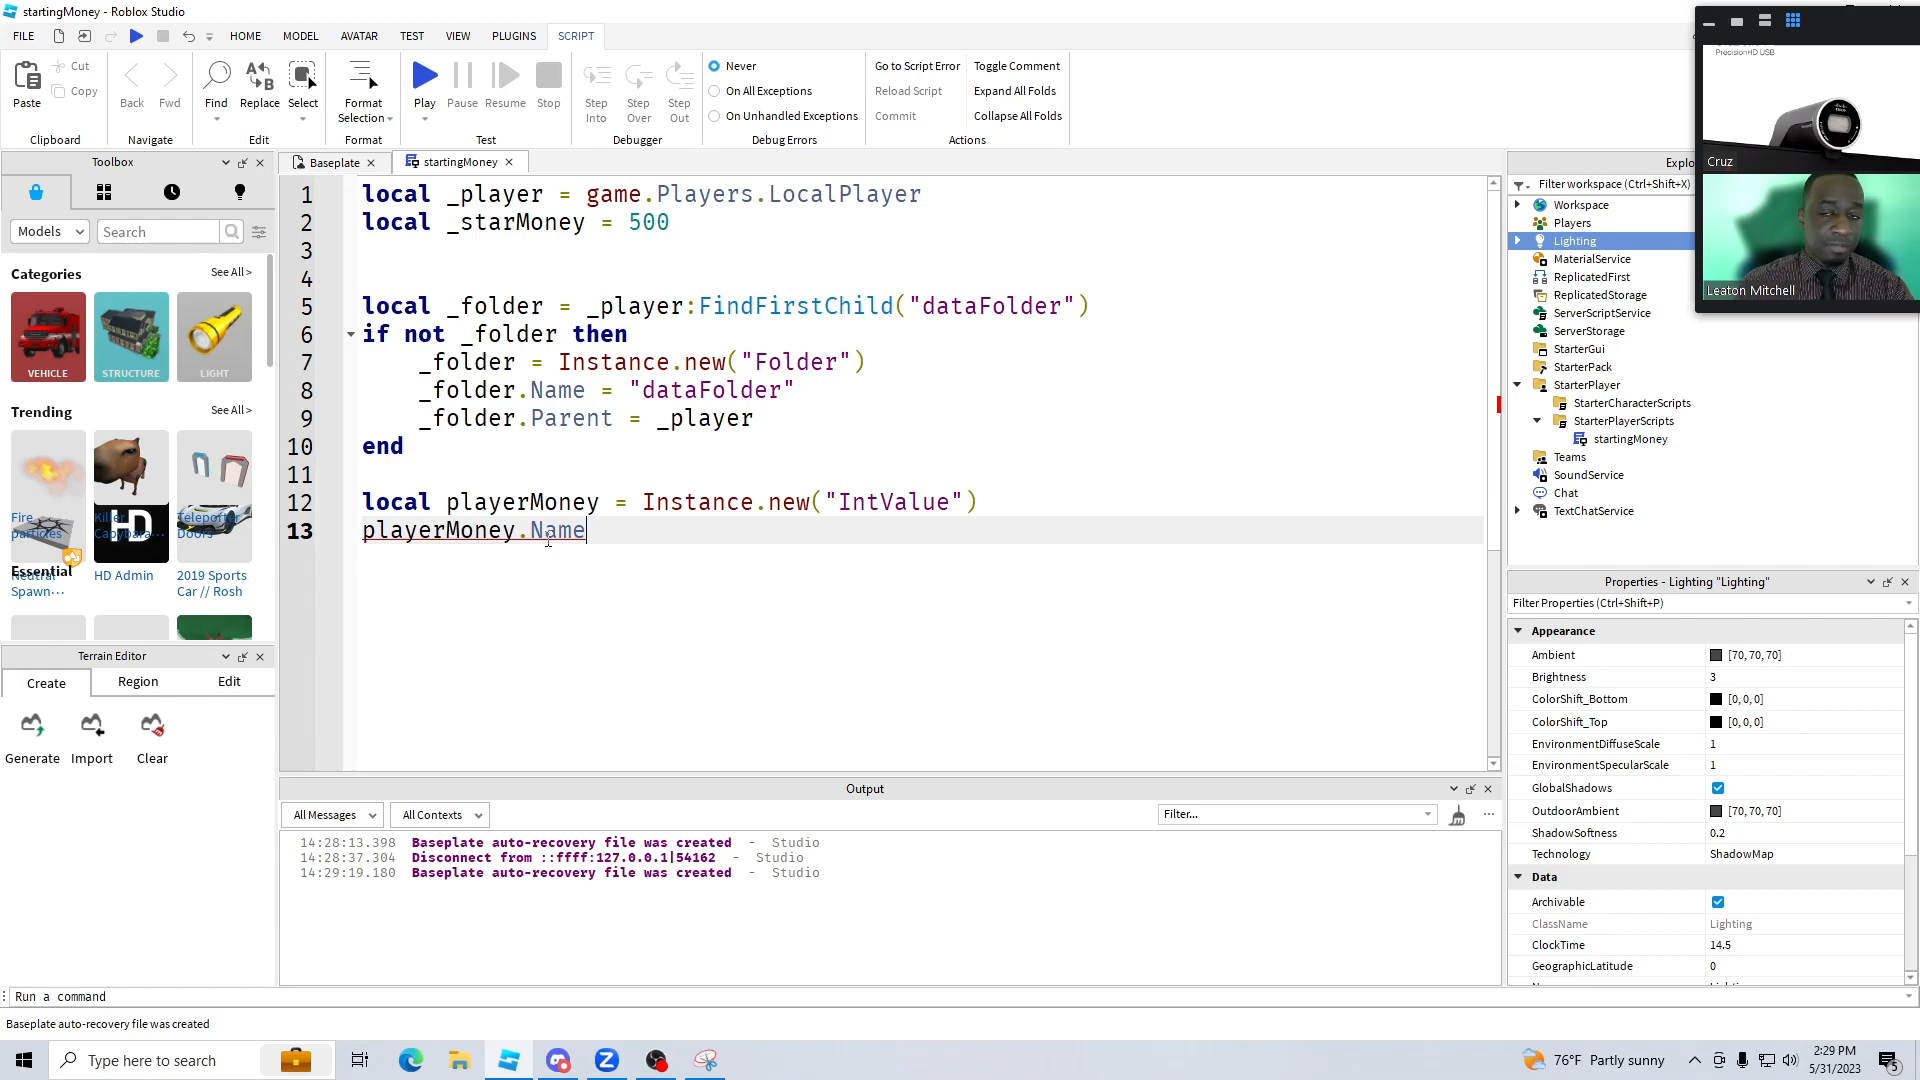 startingMoney - Roblox Studio
FILE HOME MODEL AVATAR TEST VIEW PLUGINS SCRIPT
Paste Cut Copy Clipboard
Back Fwd Navigate
Find Replace Select Edit
Format Selection Format
Play Pause Resume Stop Test
Step Into Step Over Step Out Debugger
Never
On All Exceptions
On Unhandled Exceptions
Debug Errors
Go to Script Error Toggle Comment
Reload Script Expand All Folds
Commit Collapse All Folds
Actions
PrecisionHD USB
Cruz
Leaton Mitchell
Toolbox
Models Search
Categories See All >
VEHICLE STRUCTURE LIGHT
Trending See All >
Fire particles
Killer
Teleporter Doors
Essential
Neutral Spawn...
HD
HD Admin
2019 Sports Car // Rosh
Terrain Editor
Create Region Edit
Generate Import Clear
Baseplate startingMoney
1 local _player = game.Players.LocalPlayer
2 local _starMoney = 500
3
4
5 local _folder = _player:FindFirstChild("dataFolder")
6 if not _folder then
7 _folder = Instance.new("Folder")
8 _folder.Name = "dataFolder"
9 _folder.Parent = _player
10 end
11
12 local playerMoney = Instance.new("IntValue")
13 playerMoney.Name
Output
All Messages All Contexts Filter...
14:28:13.398 Baseplate auto-recovery file was created - Studio
14:28:37.304 Disconnect from ::ffff:127.0.0.1|54162 - Studio
14:29:19.180 Baseplate auto-recovery file was created - Studio
Filter workspace (Ctrl+Shift+X)
Workspace
Players
Lighting
MaterialService
ReplicatedFirst
ReplicatedStorage
ServerScriptService
ServerStorage
StarterGui
StarterPack
StarterPlayer
StarterCharacterScripts
StarterPlayerScripts
startingMoney
Teams
SoundService
Chat
TextChatService
Properties - Lighting "Lighting"
Filter Properties (Ctrl+Shift+P)
Appearance
Ambient [70, 70, 70]
Brightness 3
ColorShift_Bottom [0, 0, 0]
ColorShift_Top [0, 0, 0]
EnvironmentDiffuseScale 1
EnvironmentSpecularScale 1
GlobalShadows
OutdoorAmbient [70, 70, 70]
ShadowSoftness 0.2
Technology ShadowMap
Data
Archivable
ClassName Lighting
ClockTime 14.5
GeographicLatitude 0
Run a command
Baseplate auto-recovery file was created
Type here to search
76°F Partly sunny
2:29 PM
5/31/2023
5